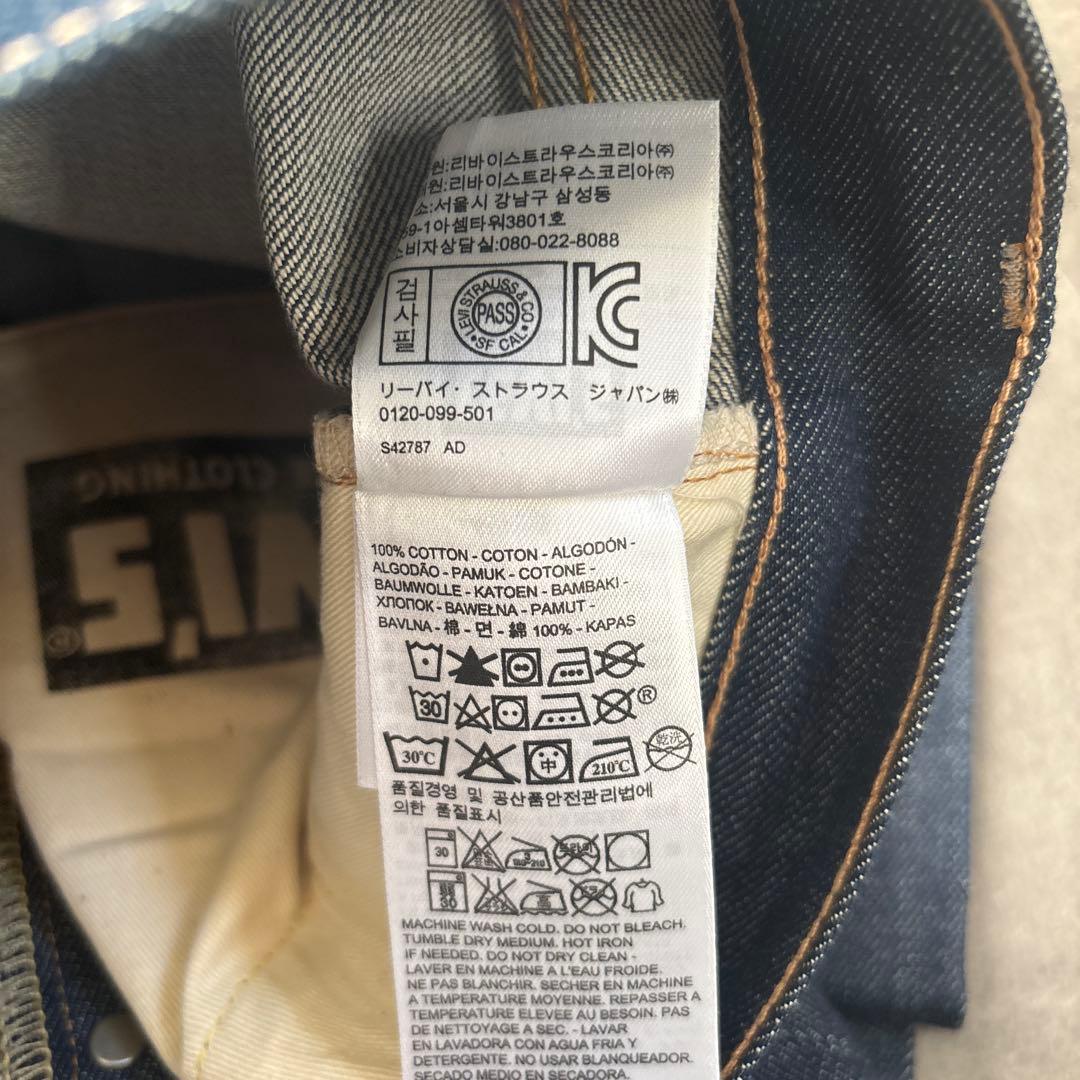 원:리바이스트라우스코리아㈜
원:리바이스트라우스코리아㈜
소:서울시 강남구 삼성동
59-1아셈타워3801호
소비자상담실:080-022-8088
검사필
LEVI STRAUSS & CO
PASS
SF CAL
リーバイ・ストラウス ジャパン㈱
0120-099-501
S42787 AD
CLOTHING
VI'S
®
100% COTTON - COTON - ALGODÓN -
ALGODÃO - PAMUK - COTONE -
BAUMWOLLE - KATOEN - BAMBAKI -
ХЛОПОК - BAWEŁNA - PAMUT -
BAVLNA - 棉 - 면 - 綿 100% - KAPAS
30 ®
30°C 中 210°C 乾洗
품질경영 및 공산품안전관리법에
의한 품질표시
30
30
MACHINE WASH COLD. DO NOT BLEACH.
TUMBLE DRY MEDIUM. HOT IRON
IF NEEDED. DO NOT DRY CLEAN -
LAVER EN MACHINE A L'EAU FROIDE.
NE PAS BLANCHIR. SECHER EN MACHINE
A TEMPERATURE MOYENNE. REPASSER A
TEMPERATURE ELEVEE AU BESOIN. PAS
DE NETTOYAGE A SEC. - LAVAR
EN LAVADORA CON AGUA FRIA Y
DETERGENTE. NO USAR BLANQUEADOR.
SECADO MEDIO EN SECADORA.